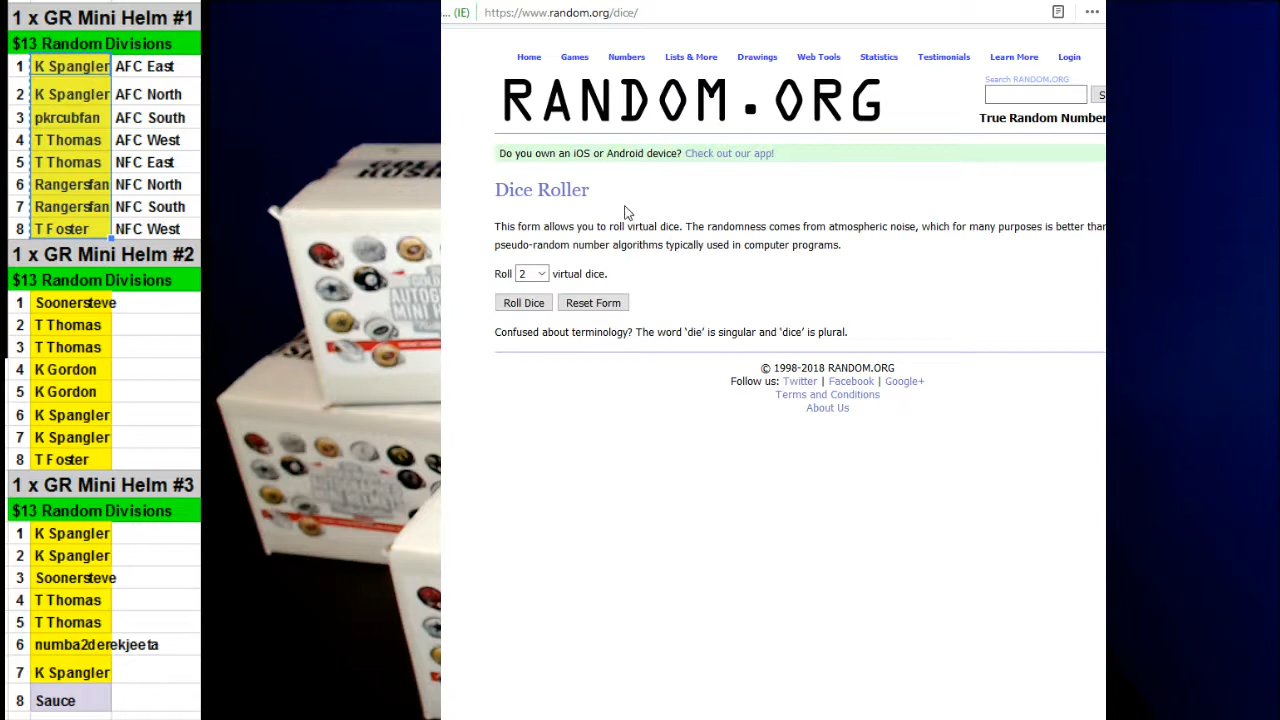 1 x GR Mini Helm #1
$13 Random Divisions
1 K Spangler AFC East
2 K Spangler AFC North
3 pkrcubfan AFC South
4 T Thomas AFC West
5 T Thomas NFC East
6 Rangersfan NFC North
7 Rangersfan NFC South
8 T Foster NFC West
1 x GR Mini Helm #2
$13 Random Divisions
1 Soonersteve
2 T Thomas
3 T Thomas
4 K Gordon
5 K Gordon
6 K Spangler
7 K Spangler
8 T Foster
1 x GR Mini Helm #3
$13 Random Divisions
1 K Spangler
2 K Spangler
3 Soonersteve
4 T Thomas
5 T Thomas
6 numba2derekjeeta
7 K Spangler
8 Sauce
AUTOG
MINI H
... (IE) https://www.random.org/dice/
Home Games Numbers Lists & More Drawings Web Tools Statistics Testimonials Learn More Login
RANDOM.ORG
Search RANDOM.ORG
S
True Random Number
Do you own an iOS or Android device? Check out our app!
Dice Roller
This form allows you to roll virtual dice. The randomness comes from atmospheric noise, which for many purposes is better than
pseudo-random number algorithms typically used in computer programs.
Roll 2 virtual dice.
Roll Dice Reset Form
Confused about terminology? The word ‘die’ is singular and ‘dice’ is plural.
© 1998-2018 RANDOM.ORG
Follow us: Twitter | Facebook | Google+
Terms and Conditions
About Us